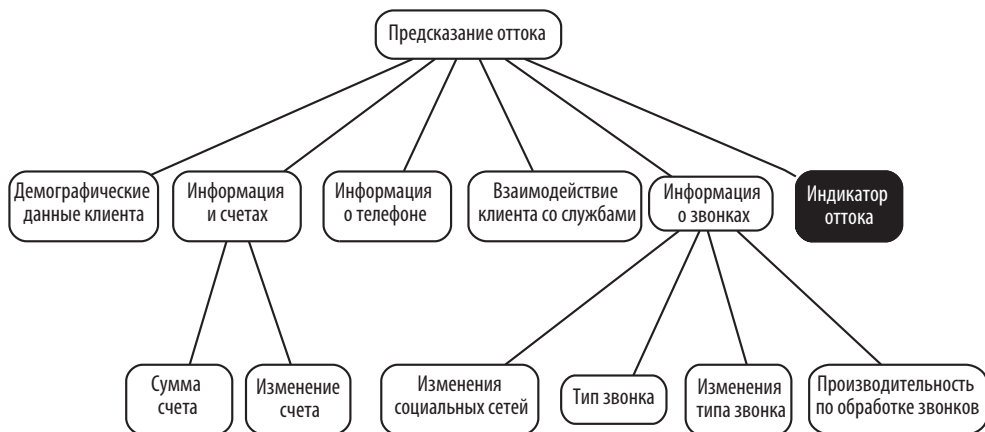 Предсказание оттока
Демографические
данные клиента
Информация
и счетах
Информация
о телефоне
Взаимодействие
клиента со службами
Информация
о звонках
Индикатор
оттока
Сумма
счета
Изменение
счета
Изменения
социальных сетей
Тип звонка
Изменения
типа звонка
Производительность
по обработке звонков